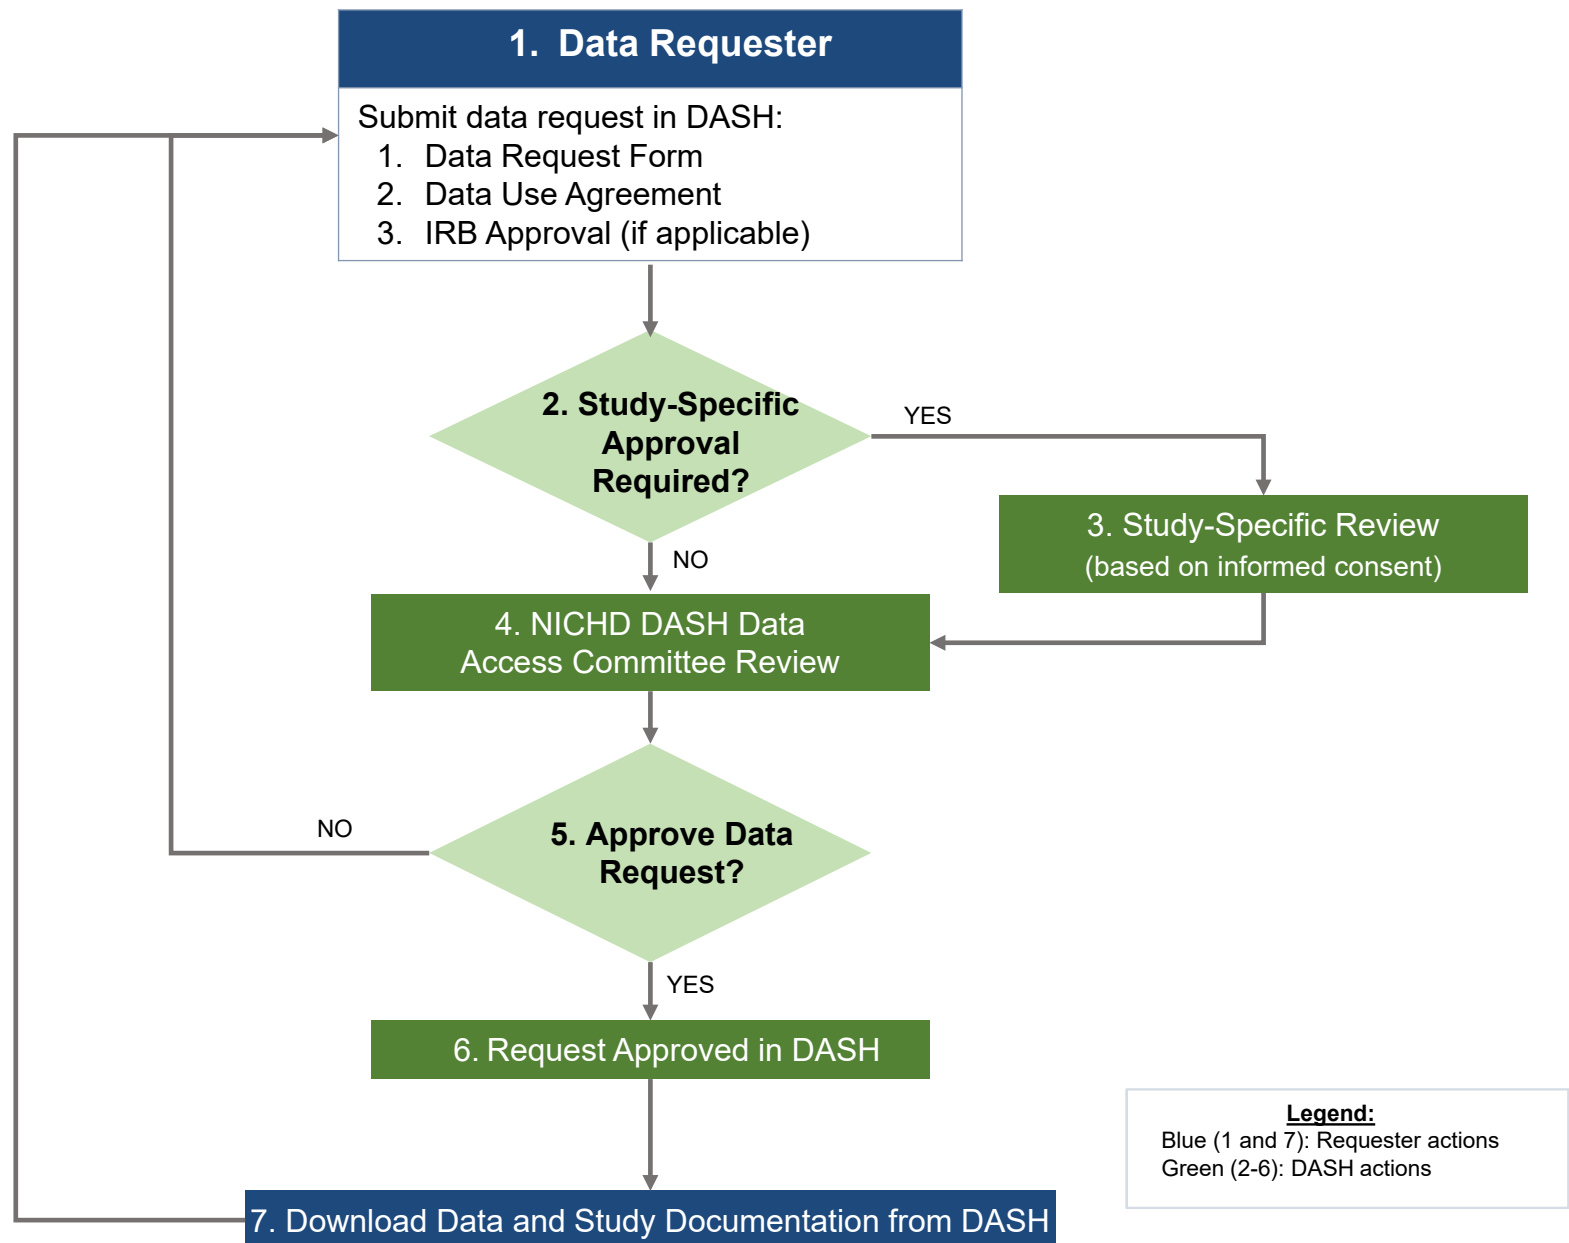 1. Data Requester
Submit data request in DASH:
1. Data Request Form
2. Data Use Agreement
3. IRB Approval (if applicable)
2. Study-Specific
Approval
Required?
YES
NO
3. Study-Specific Review
(based on informed consent)
4. NICHD DASH Data
Access Committee Review
NO
5. Approve Data
Request?
YES
6. Request Approved in DASH
Legend:
Blue (1 and 7): Requester actions
Green (2-6): DASH actions
7. Download Data and Study Documentation from DASH